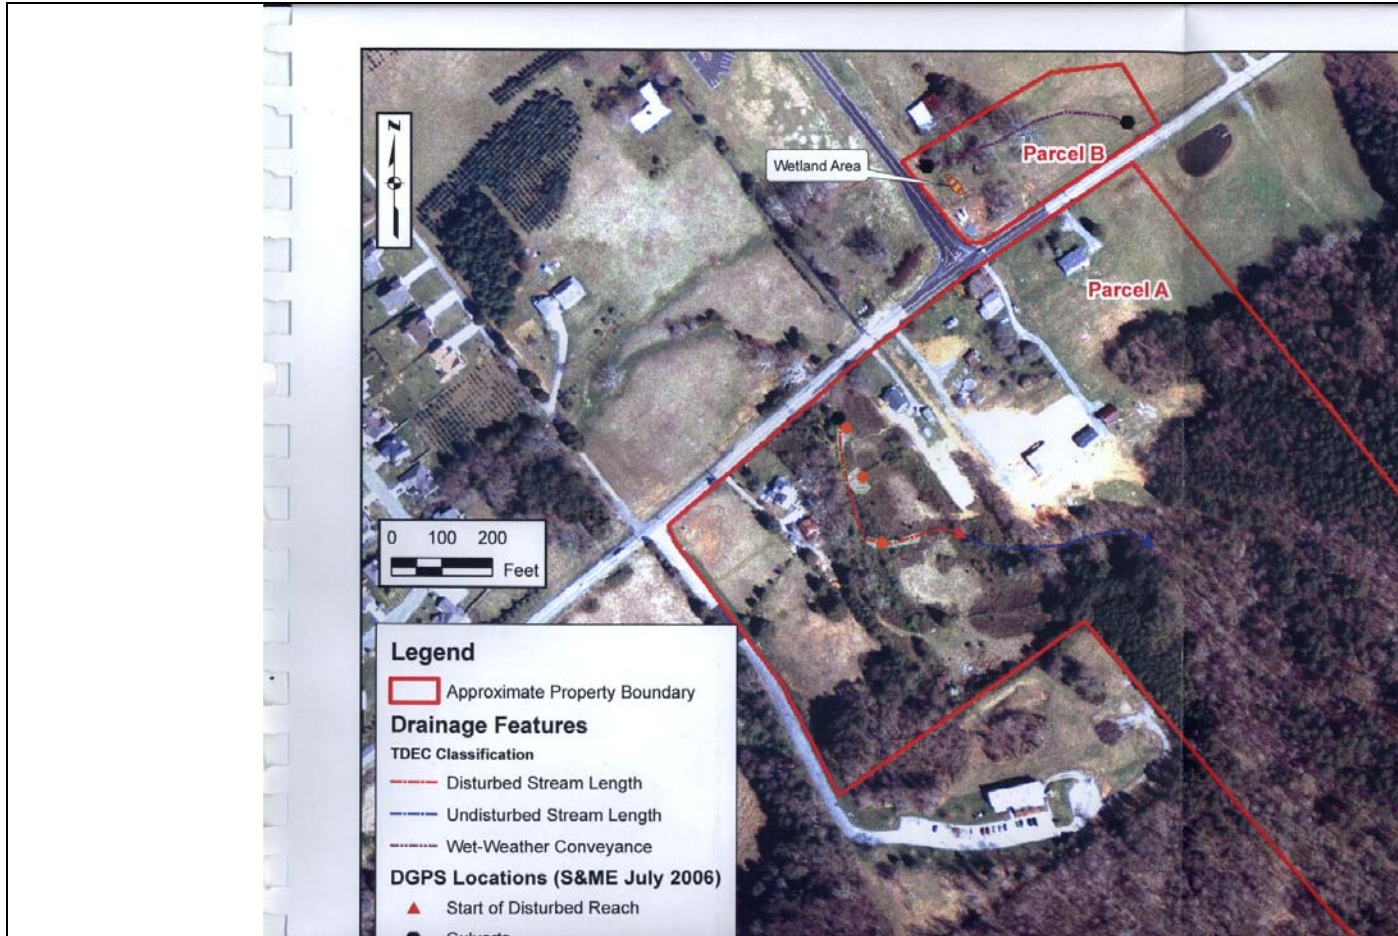 N
Wetland Area
Parcel B
Parcel A
0 100 200
Feet
Legend
Approximate Property Boundary
Drainage Features
TDEC Classification
Disturbed Stream Length
Undisturbed Stream Length
Wet-Weather Conveyance
DGPS Locations (S&ME July 2006)
Start of Disturbed Reach